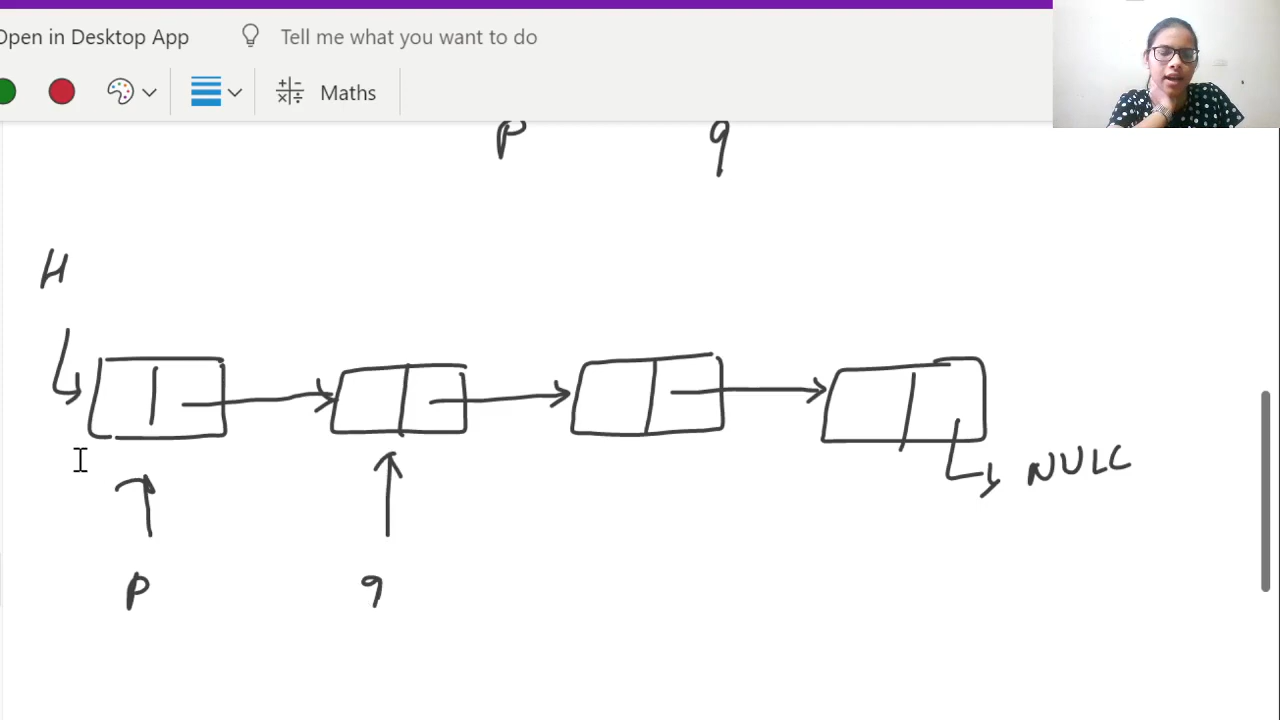 Open in Desktop App
Tell me what you want to do
Maths
P q
H
NULL
P q